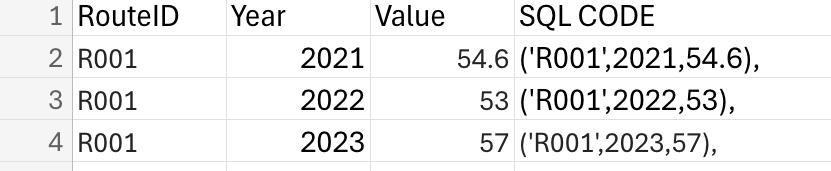 1 RouteID Year Value SQL CODE
2 R001 2021 54.6 ('R001',2021,54.6),
3 R001 2022 53 ('R001',2022,53),
4 R001 2023 57 ('R001',2023,57),